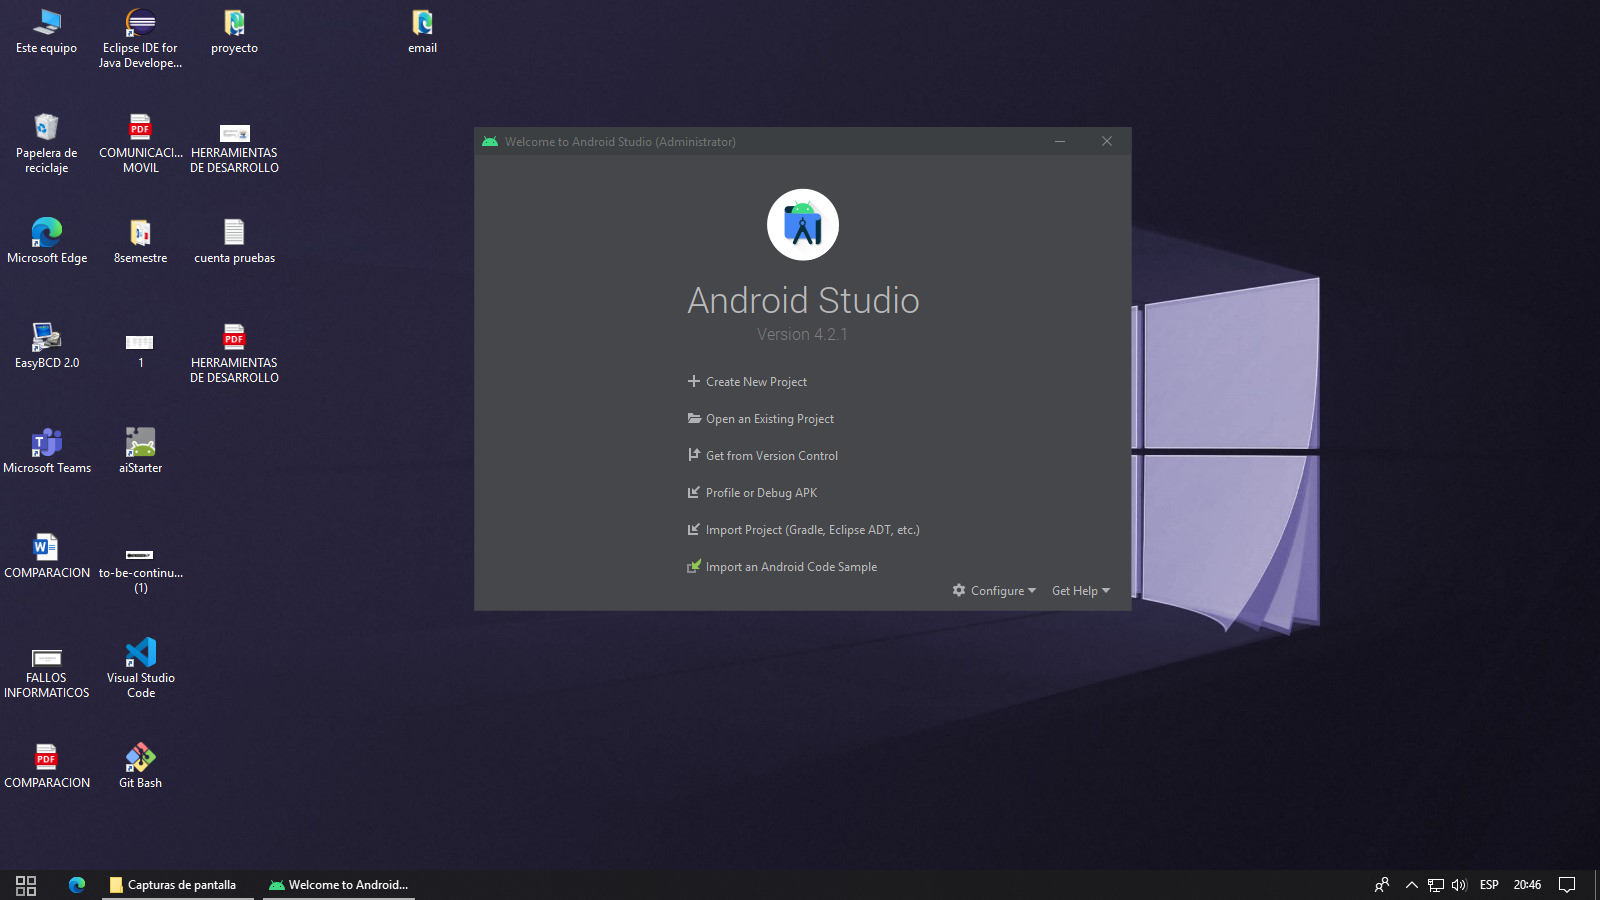 Este equipo
Eclipse IDE for
Java Develope...
proyecto
email
Papelera de
reciclaje
PDF
COMUNICACI...
MOVIL
HERRAMIENTAS
DE DESARROLLO
Microsoft Edge
8semestre
cuenta pruebas
EasyBCD 2.0
1
PDF
HERRAMIENTAS
DE DESARROLLO
Microsoft Teams
aiStarter
COMPARACION
to-be-continu...
(1)
FALLOS
INFORMATICOS
Visual Studio
Code
PDF
COMPARACION
Git Bash
Welcome to Android Studio (Administrator)
Android Studio
Version 4.2.1
Create New Project
Open an Existing Project
Get from Version Control
Profile or Debug APK
Import Project (Gradle, Eclipse ADT, etc.)
Import an Android Code Sample
Configure
Get Help
Capturas de pantalla
Welcome to Android...
ESP
20:46